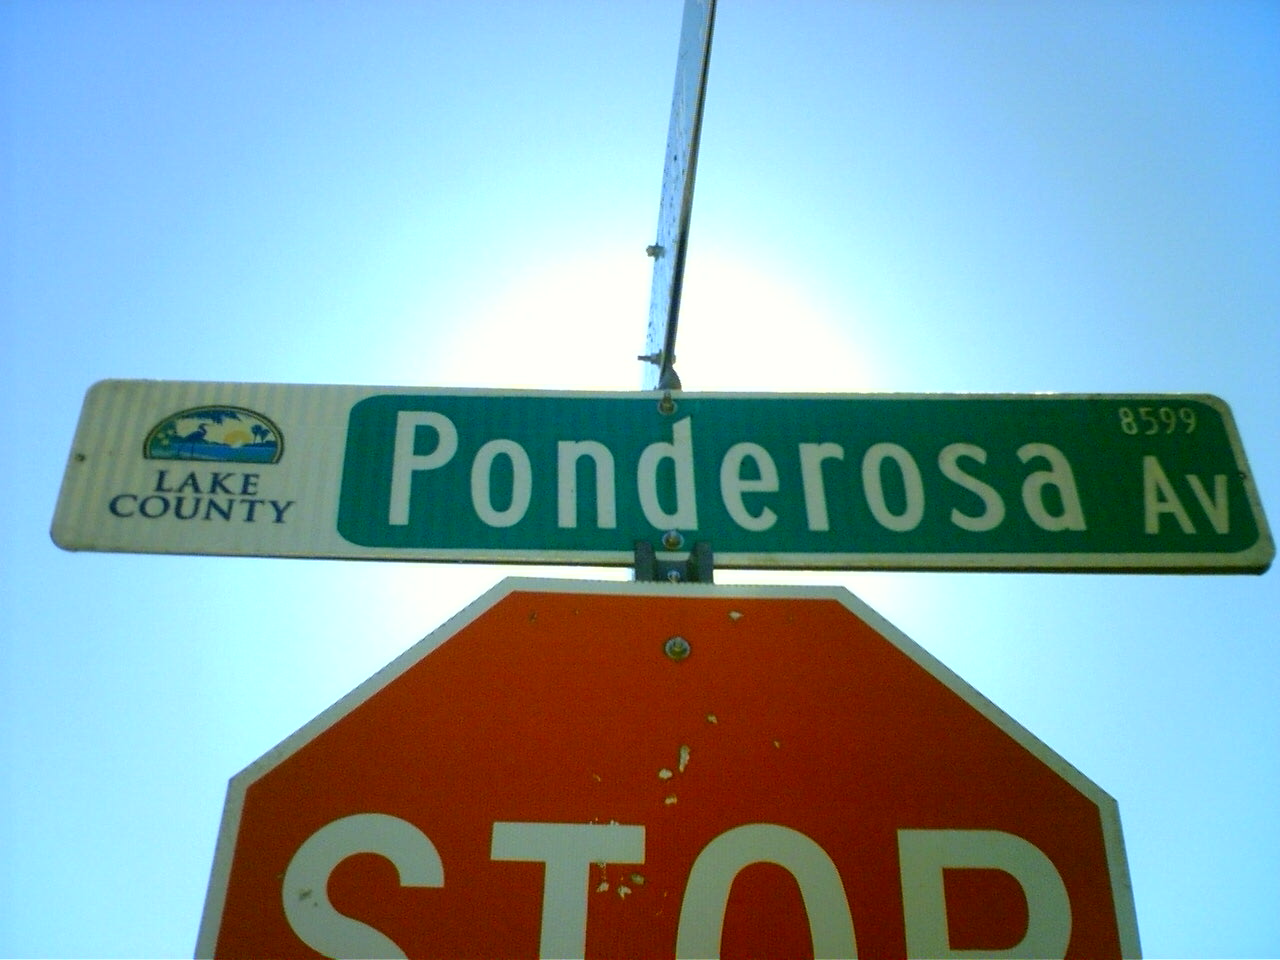 LAKE
COUNTY
Ponderosa Av
8599
STOP